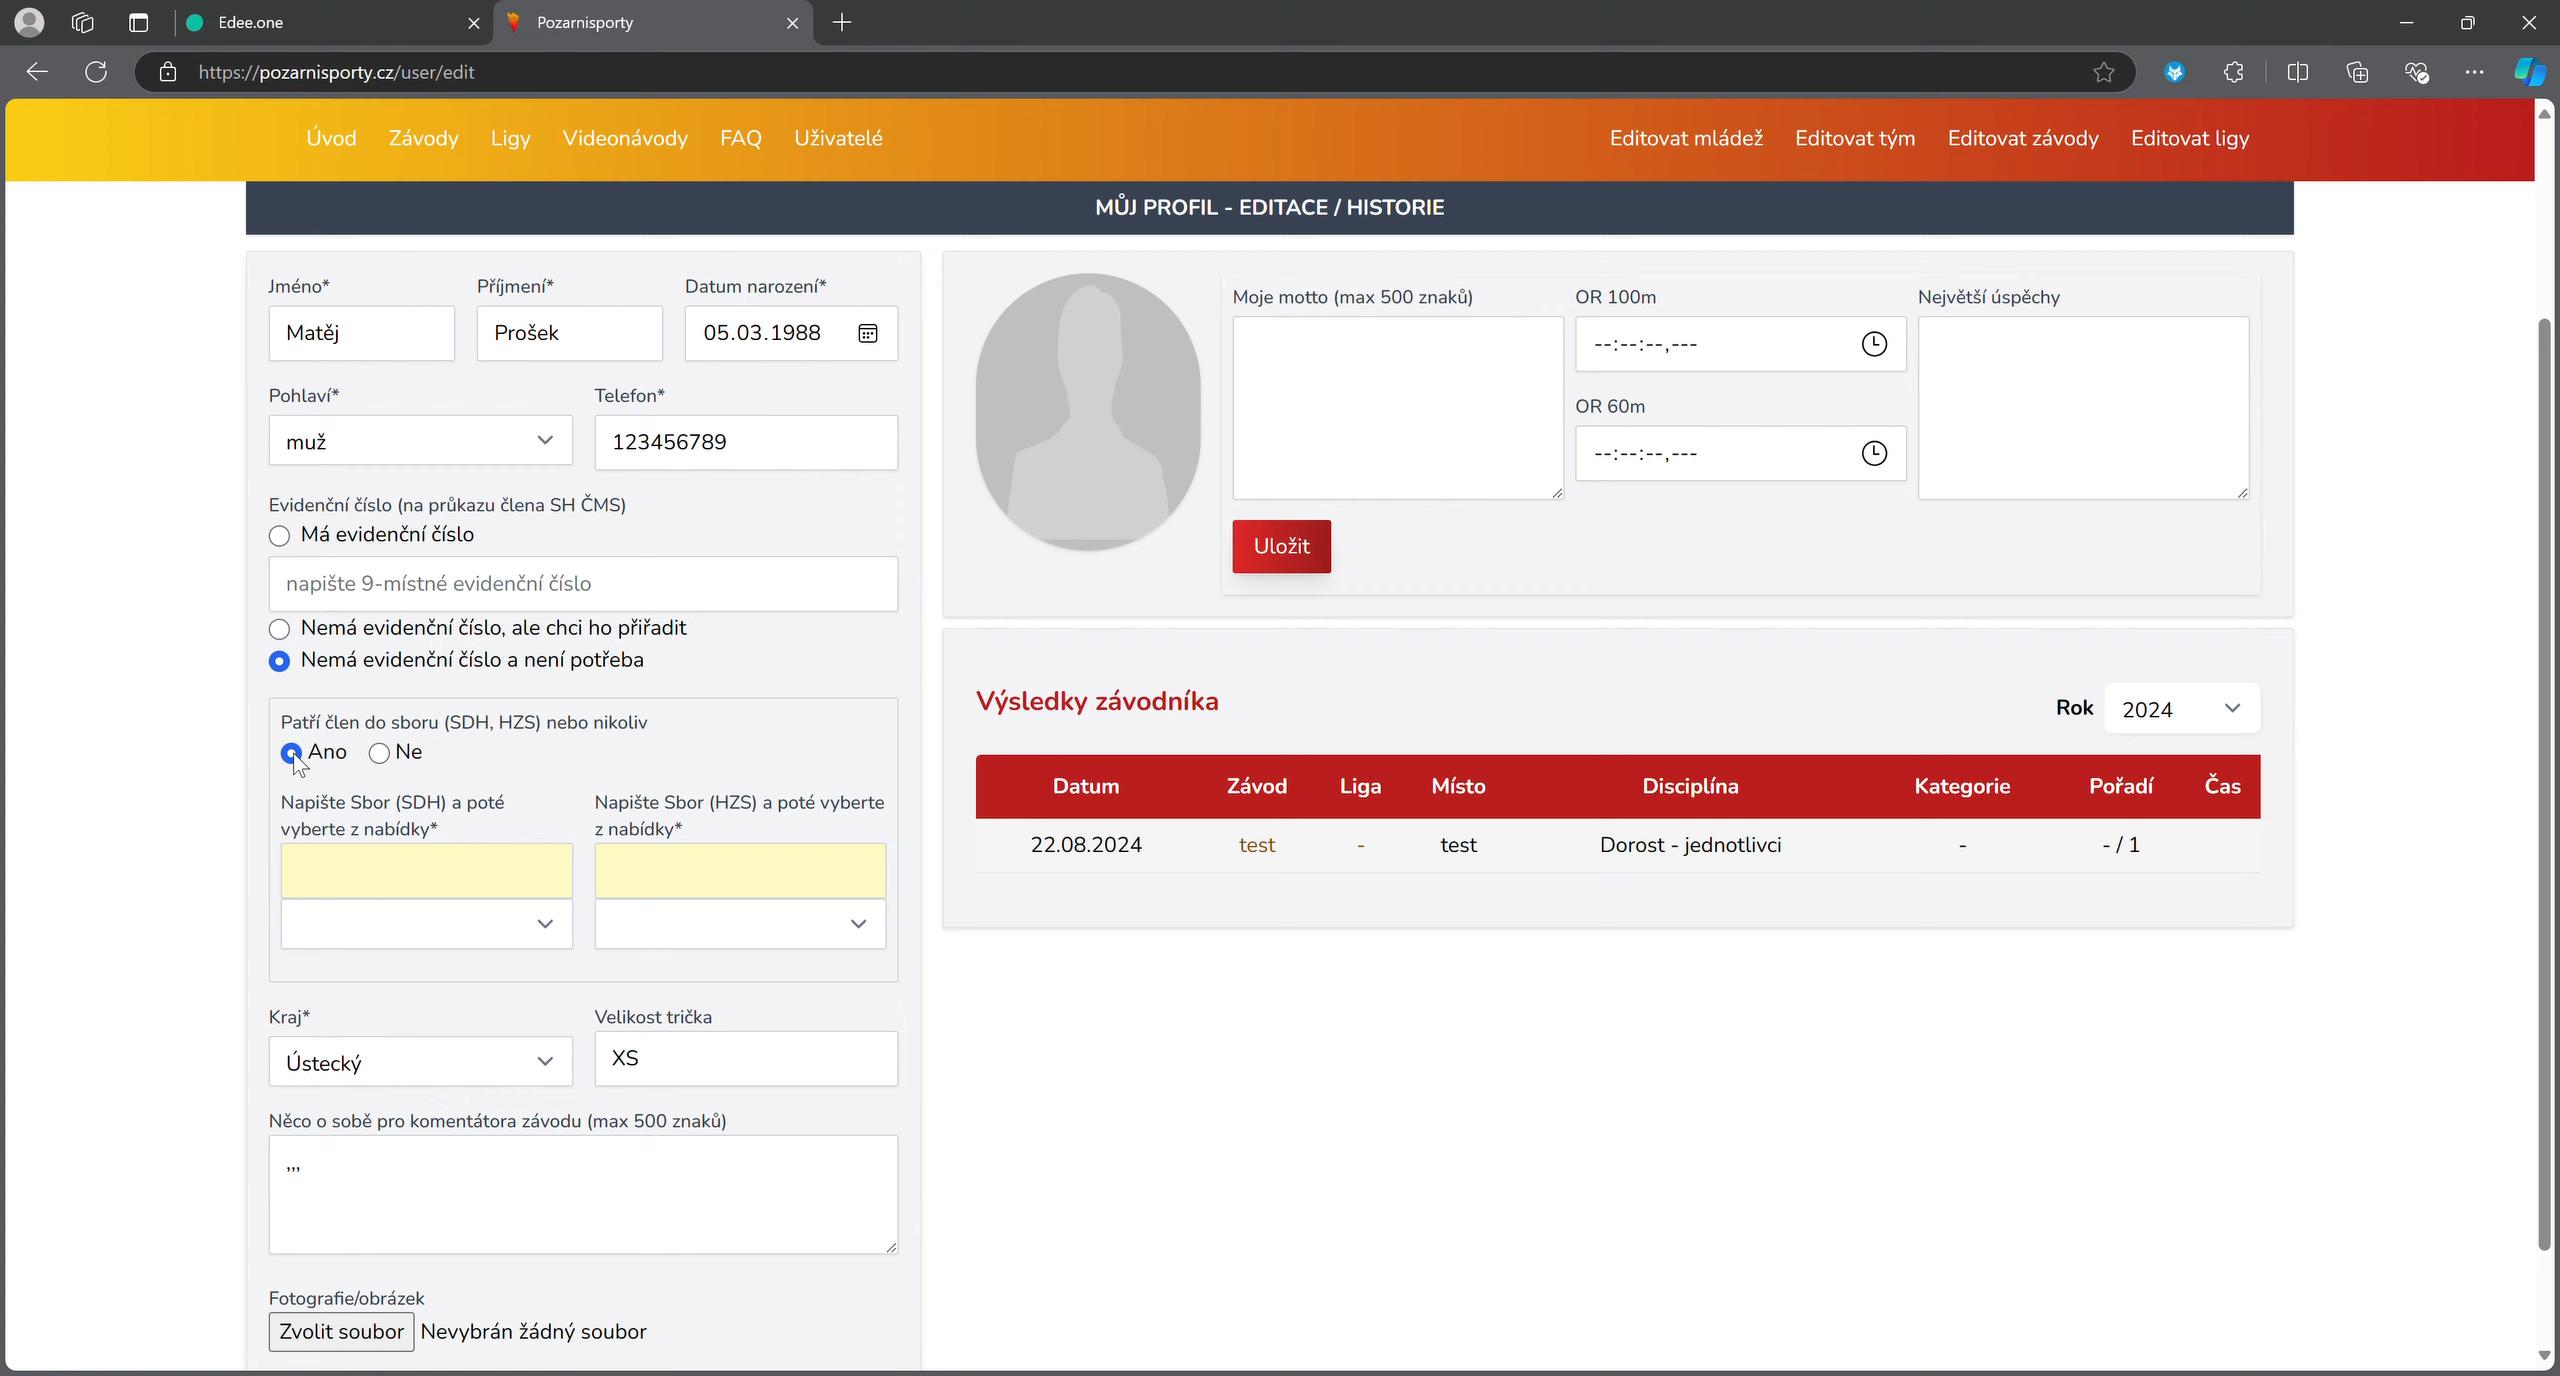 Edee.one
Pozarnisporty
https://pozarnisporty.cz/user/edit
Úvod Závody Ligy Videonávody FAQ Uživatelé Editovat mládež Editovat tým Editovat závody Editovat ligy
MŮJ PROFIL - EDITACE / HISTORIE
Jméno* Příjmení* Datum narození*
Matěj Prošek 05.03.1988
Pohlaví* Telefon*
muž 123456789
Evidenční číslo (na průkazu člena SH ČMS)
Má evidenční číslo
napište 9-místné evidenční číslo
Nemá evidenční číslo, ale chci ho přiřadit
Nemá evidenční číslo a není potřeba
Patří člen do sboru (SDH, HZS) nebo nikoliv
Ano Ne
Napište Sbor (SDH) a poté
vyberte z nabídky*
Napište Sbor (HZS) a poté vyberte
z nabídky*
Kraj* Velikost trička
Ústecký XS
Něco o sobě pro komentátora závodu (max 500 znaků)
,,,
Fotografie/obrázek
Zvolit soubor Nevybrán žádný soubor
Moje motto (max 500 znaků) OR 100m Největší úspěchy
--:--:--,---
OR 60m
--:--:--,---
Uložit
Výsledky závodníka Rok 2024
Datum Závod Liga Místo Disciplína Kategorie Pořadí Čas
22.08.2024 test - test Dorost - jednotlivci - - / 1